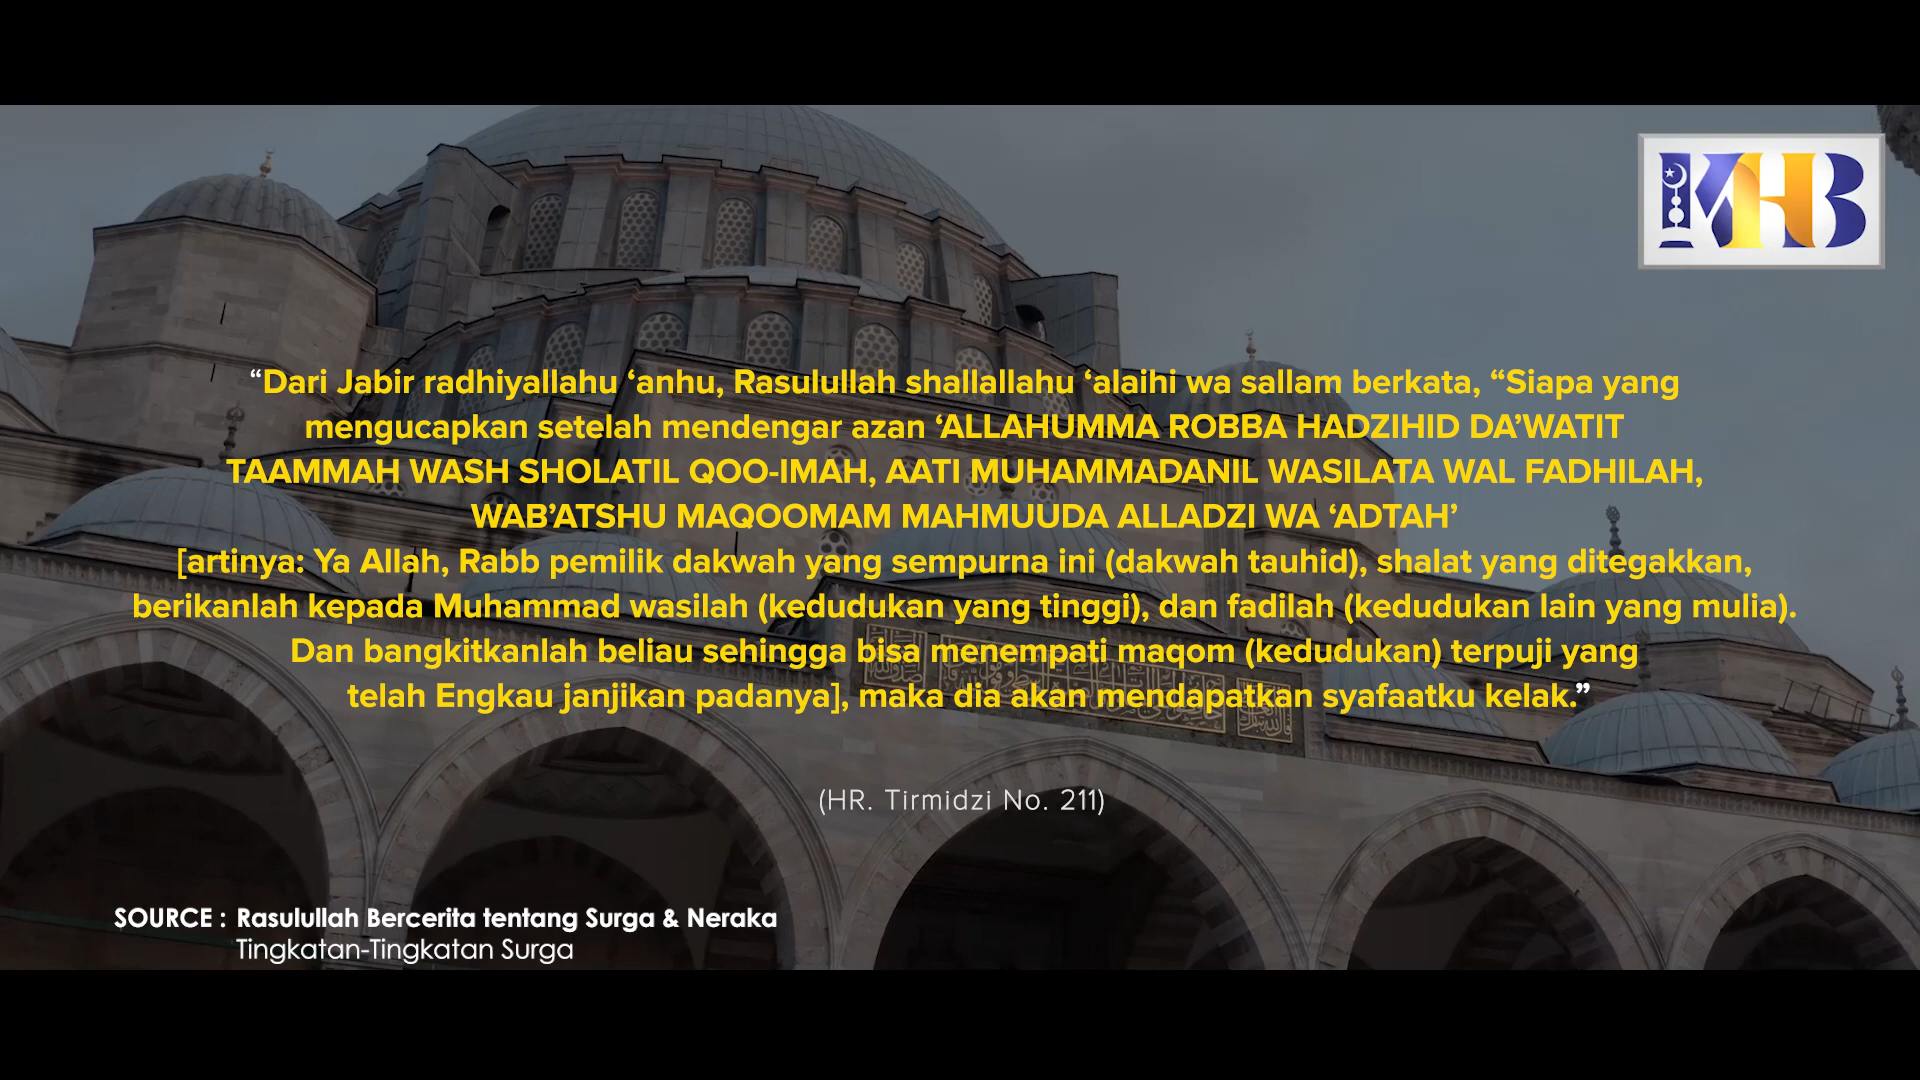 KHB
“Dari Jabir radhiyallahu ‘anhu, Rasulullah shallallahu ‘alaihi wa sallam berkata, “Siapa yang
mengucapkan setelah mendengar azan ‘ALLAHUMMA ROBBA HADZIHID DA’WATIT
TAAMMAH WASH SHOLATIL QOO-IMAH, AATI MUHAMMADANIL WASILATA WAL FADHILAH,
WAB’ATSHU MAQOOMAM MAHMUUDA ALLADZI WA ‘ADTAH’
[artinya: Ya Allah, Rabb pemilik dakwah yang sempurna ini (dakwah tauhid), shalat yang ditegakkan,
berikanlah kepada Muhammad wasilah (kedudukan yang tinggi), dan fadilah (kedudukan lain yang mulia).
Dan bangkitkanlah beliau sehingga bisa menempati maqom (kedudukan) terpuji yang
telah Engkau janjikan padanya], maka dia akan mendapatkan syafaatku kelak.”
(HR. Tirmidzi No. 211)
SOURCE : Rasulullah Bercerita tentang Surga & Neraka
Tingkatan-Tingkatan Surga